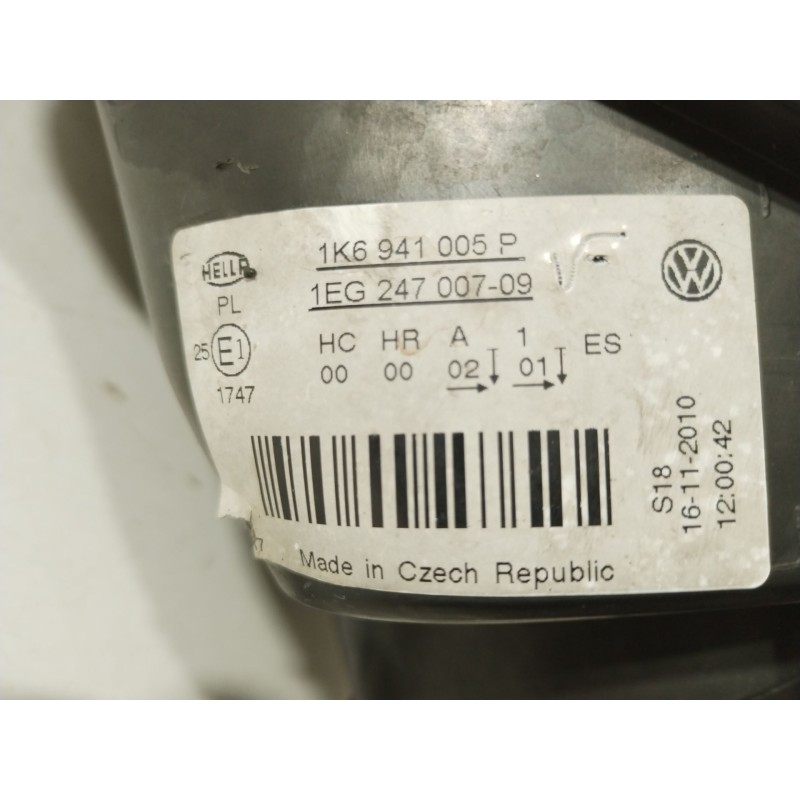 HELLA
1K6 941 005 P
1EG 247 007-09
PL
25 E1
1747
HC HR A 1 ES
00 00 02 01
S18
16-11-2010
12:00:42
Made in Czech Republic